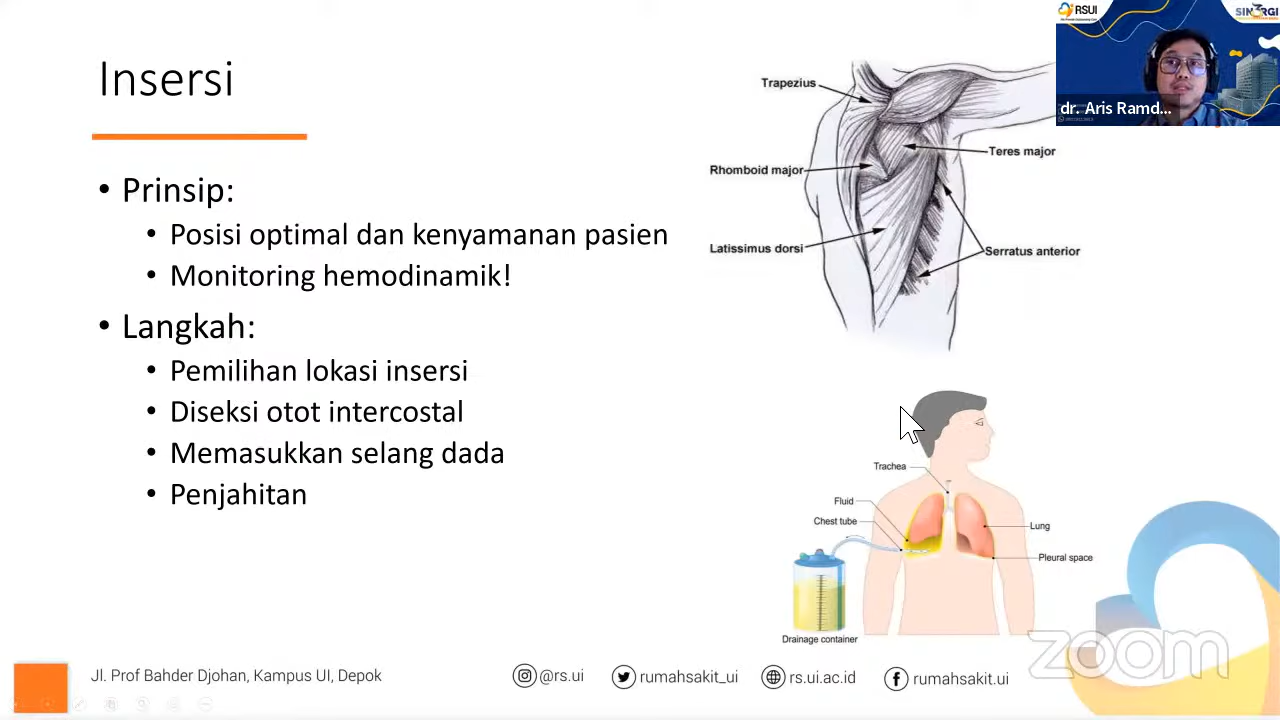 Insersi
• Prinsip:
• Posisi optimal dan kenyamanan pasien
• Monitoring hemodinamik!
• Langkah:
• Pemilihan lokasi insersi
• Diseksi otot intercostal
• Memasukkan selang dada
• Penjahitan
Trapezius
Teres major
Rhomboid major
Latissimus dorsi
Serratus anterior
Trachea
Fluid
Chest tube
Lung
Pleural space
Drainage container
RSUI
dr. Aris Ramd...
Jl. Prof Bahder Djohan, Kampus UI, Depok
@rs.ui
rumahsakit_ui
rs.ui.ac.id
rumahsakit.ui
zoom